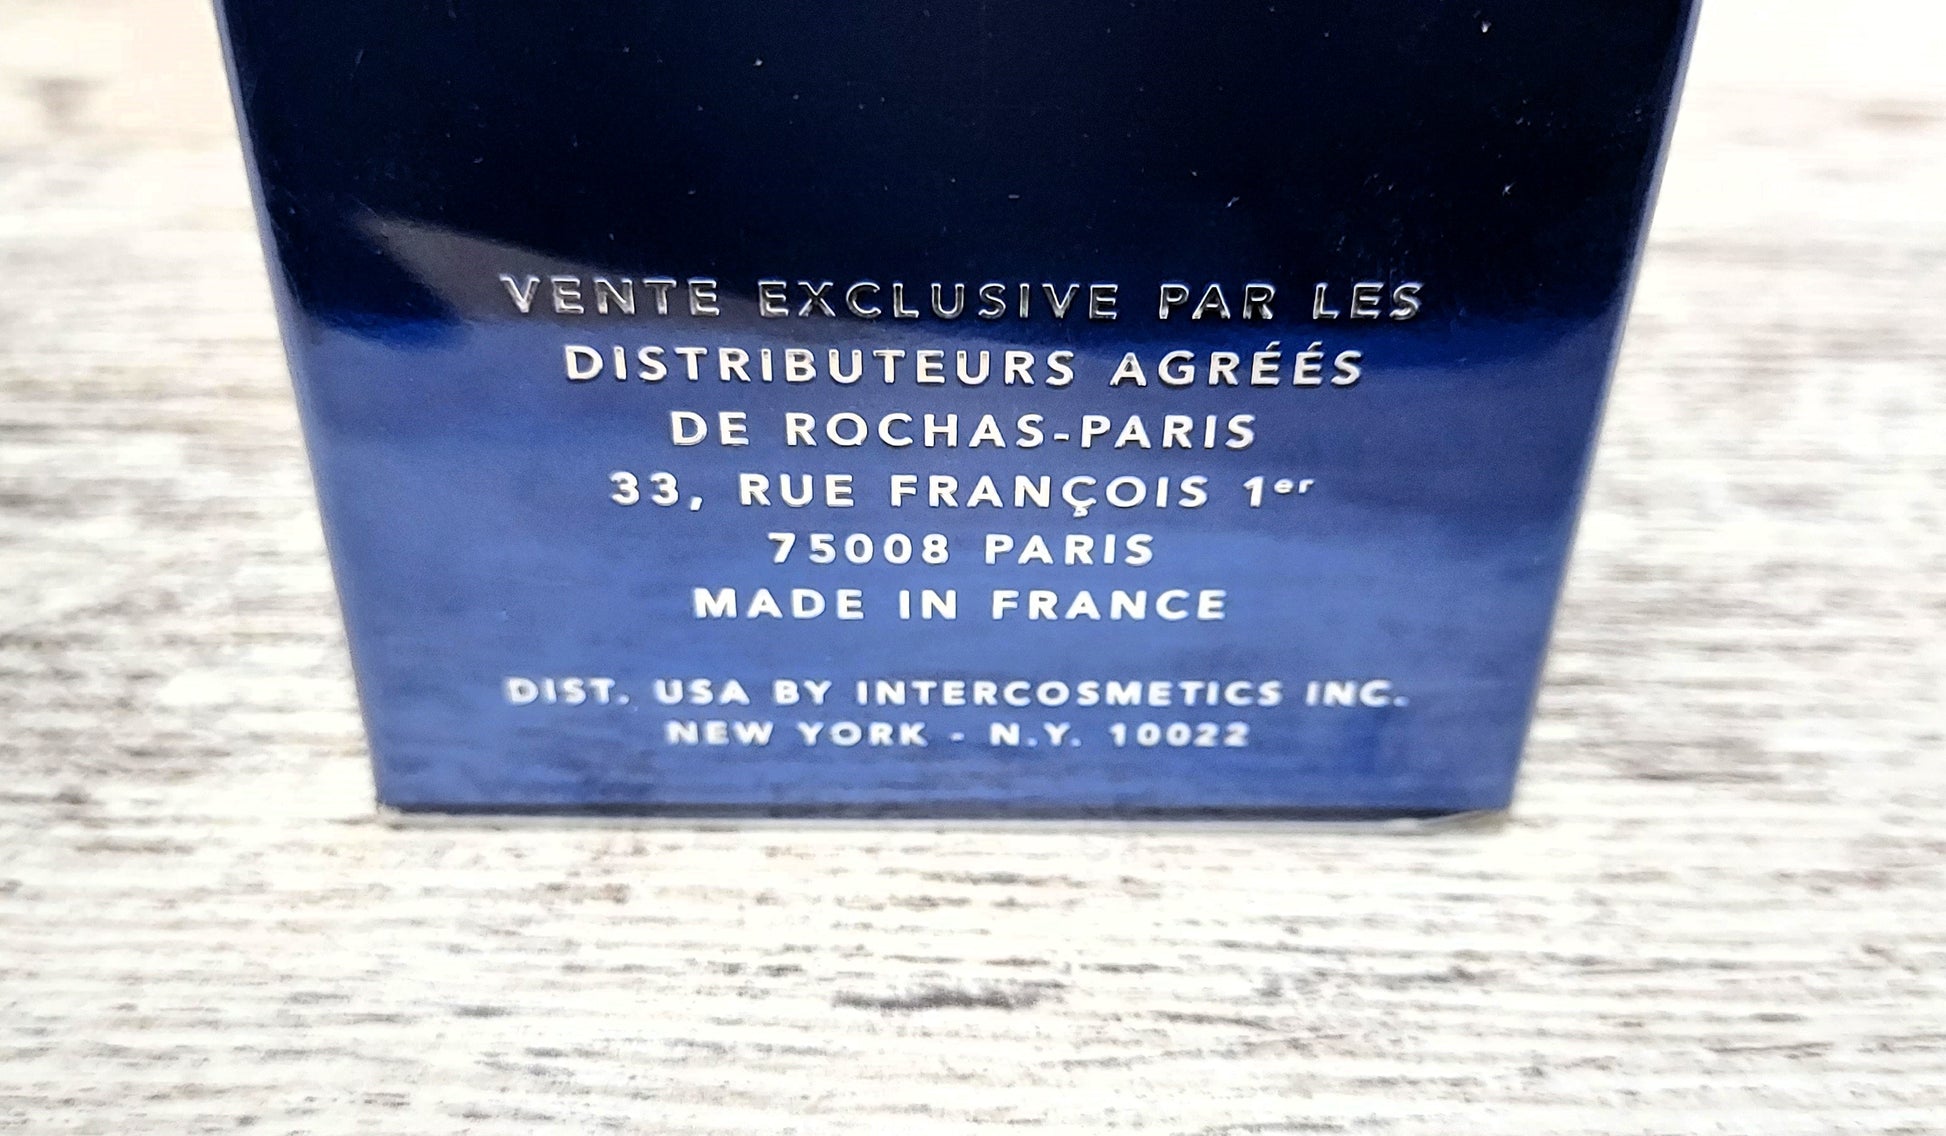 VENTE EXCLUSIVE PAR LES
DISTRIBUTEURS AGRÉÉS
DE ROCHAS-PARIS
33, RUE FRANÇOIS 1er
75008 PARIS
MADE IN FRANCE
DIST. USA BY INTERCOSMETICS INC.
NEW YORK - N.Y. 10022